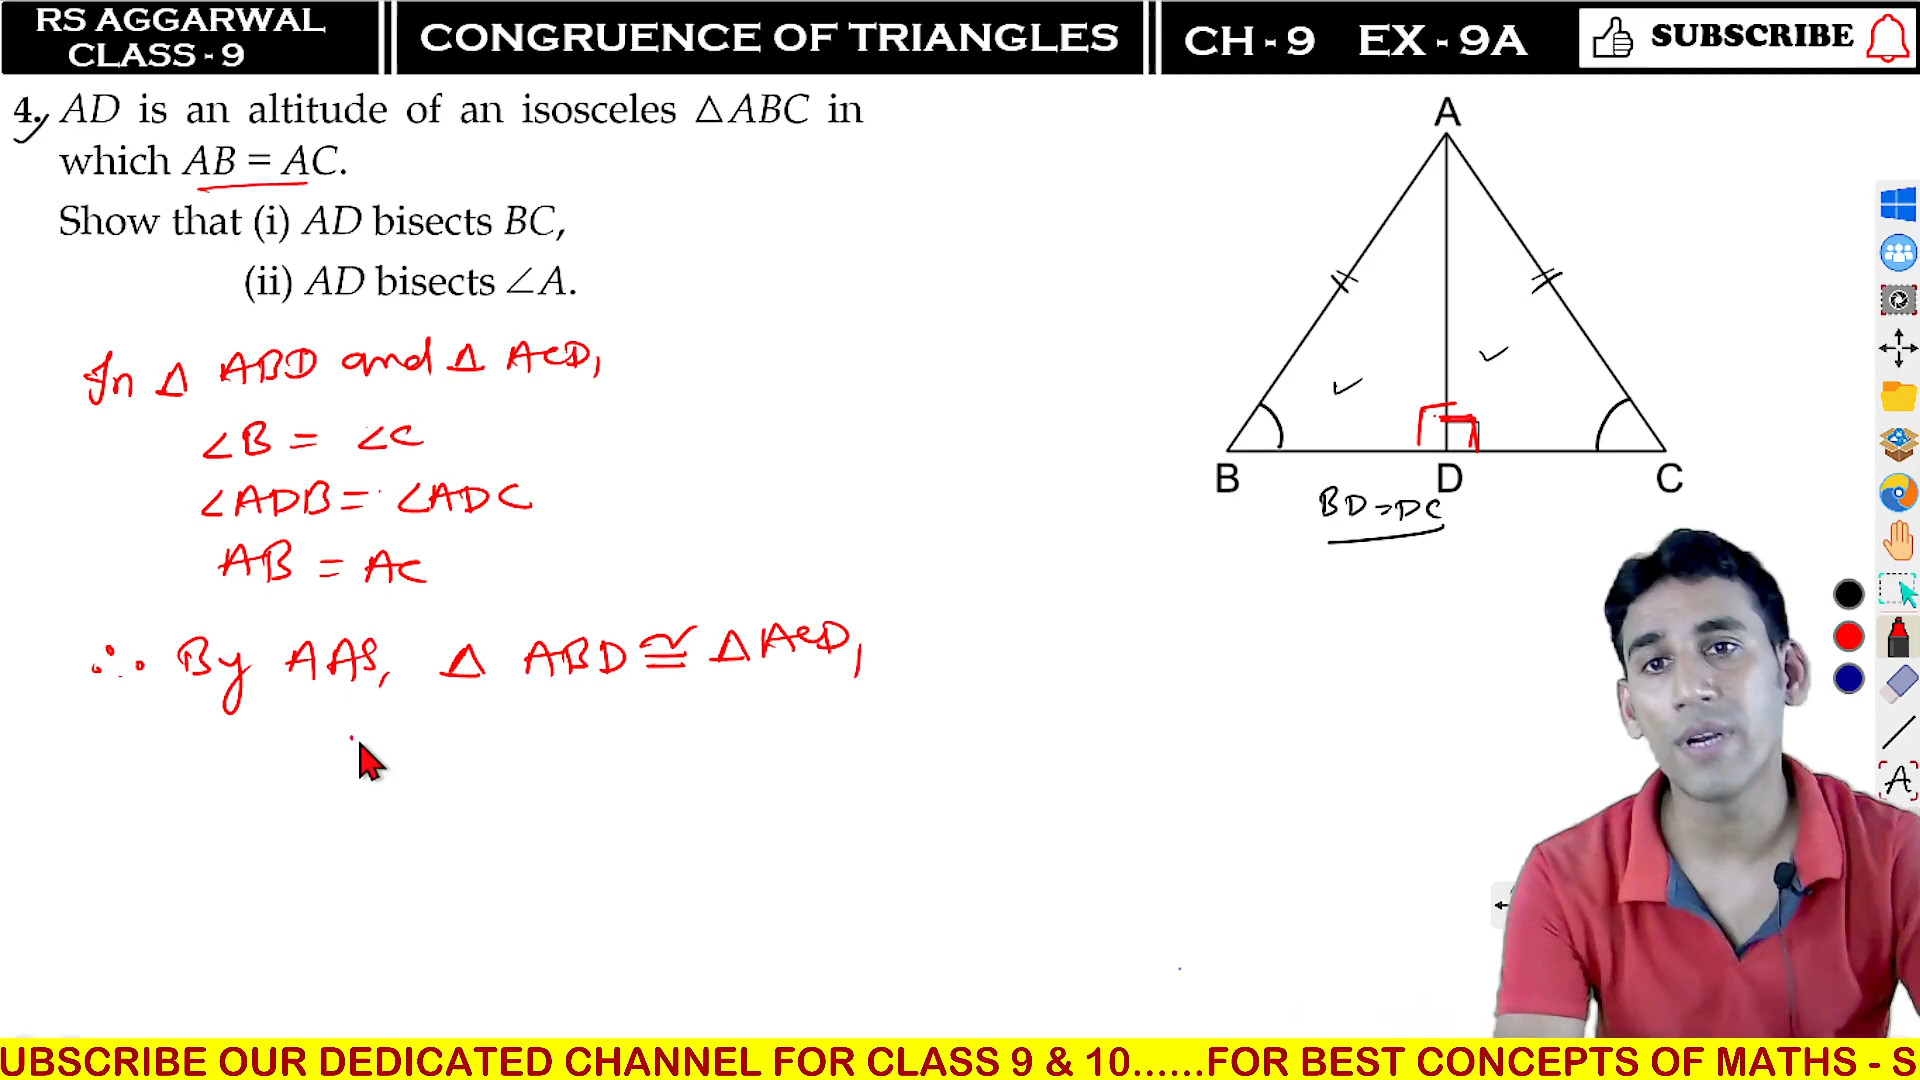 RS AGGARWAL
CLASS - 9
CONGRUENCE OF TRIANGLES
CH - 9 EX - 9A
SUBSCRIBE
4. AD is an altitude of an isosceles △ABC in
which AB = AC.
Show that (i) AD bisects BC,
(ii) AD bisects ∠A.
In △ ABD and △ ACD,
∠B = ∠C
∠ADB = ∠ADC
AB = AC
∴ By AAS, △ ABD ≅ △ ACD,
A
B
D
C
BD = DC
A
UBSCRIBE OUR DEDICATED CHANNEL FOR CLASS 9 & 10......FOR BEST CONCEPTS OF MATHS - S